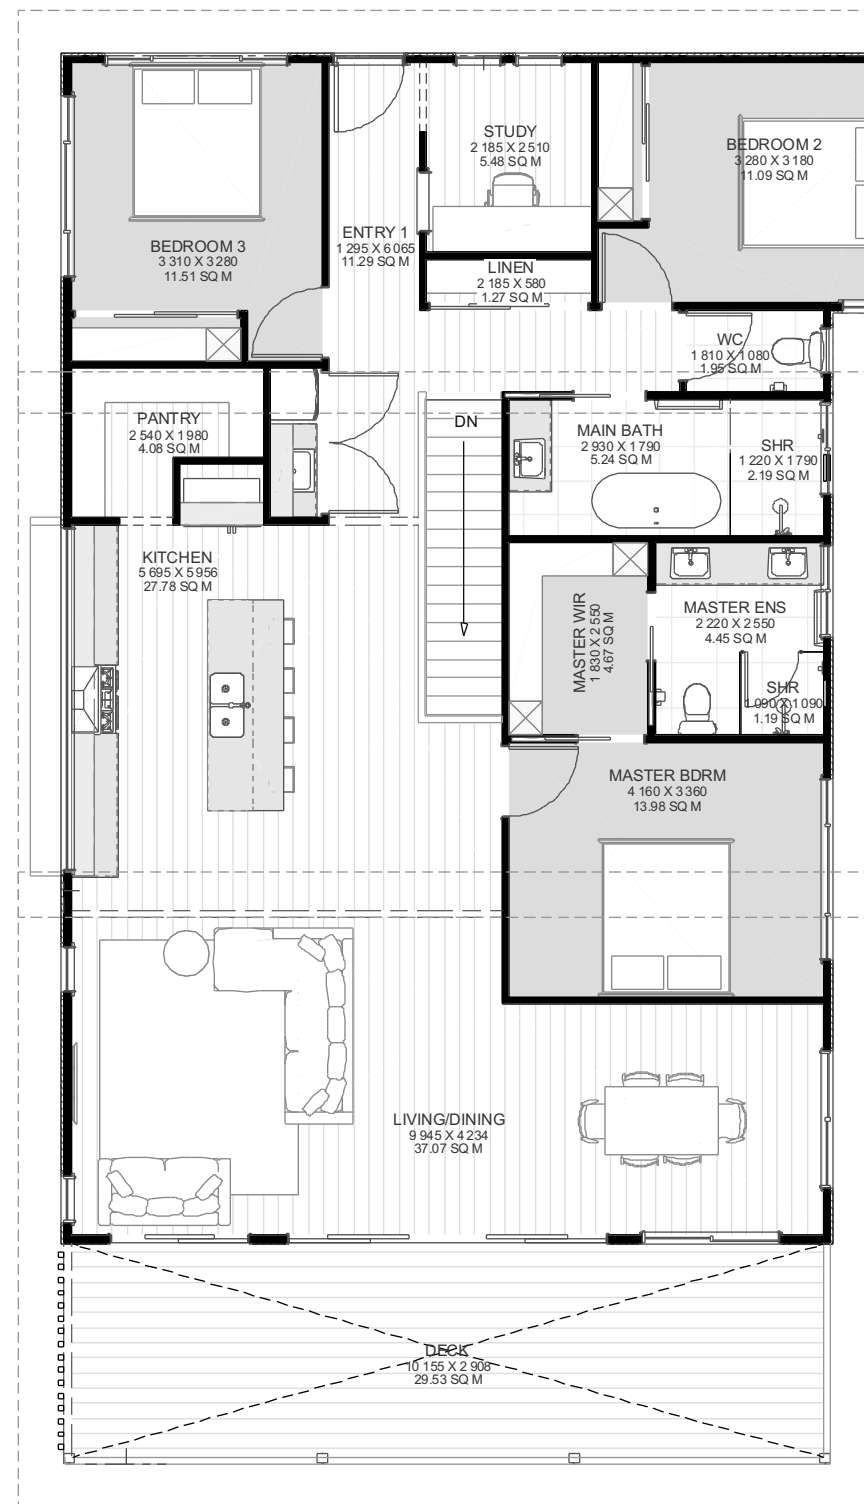 STUDY
2 185 X 2 510
5.48 SQ M
BEDROOM 2
3 280 X 3 180
11.09 SQ M
BEDROOM 3
3 310 X 3 280
11.51 SQ M
ENTRY 1
1 295 X 6 065
11.29 SQ M
LINEN
2 185 X 580
1.27 SQ M
WC
1 810 X 1 080
1.95 SQ M
PANTRY
2 540 X 1 980
4.08 SQ M
DN
MAIN BATH
2 930 X 1 790
5.24 SQ M
SHR
1 220 X 1 790
2.19 SQ M
KITCHEN
5 695 X 5 956
27.78 SQ M
MASTER WIR
1 830 X 2 550
4.67 SQ M
MASTER ENS
2 220 X 2 550
4.45 SQ M
SHR
1 090 X 1 090
1.19 SQ M
MASTER BDRM
4 160 X 3 360
13.98 SQ M
LIVING/DINING
9 945 X 4 234
37.07 SQ M
DECK
10 155 X 2 908
29.53 SQ M